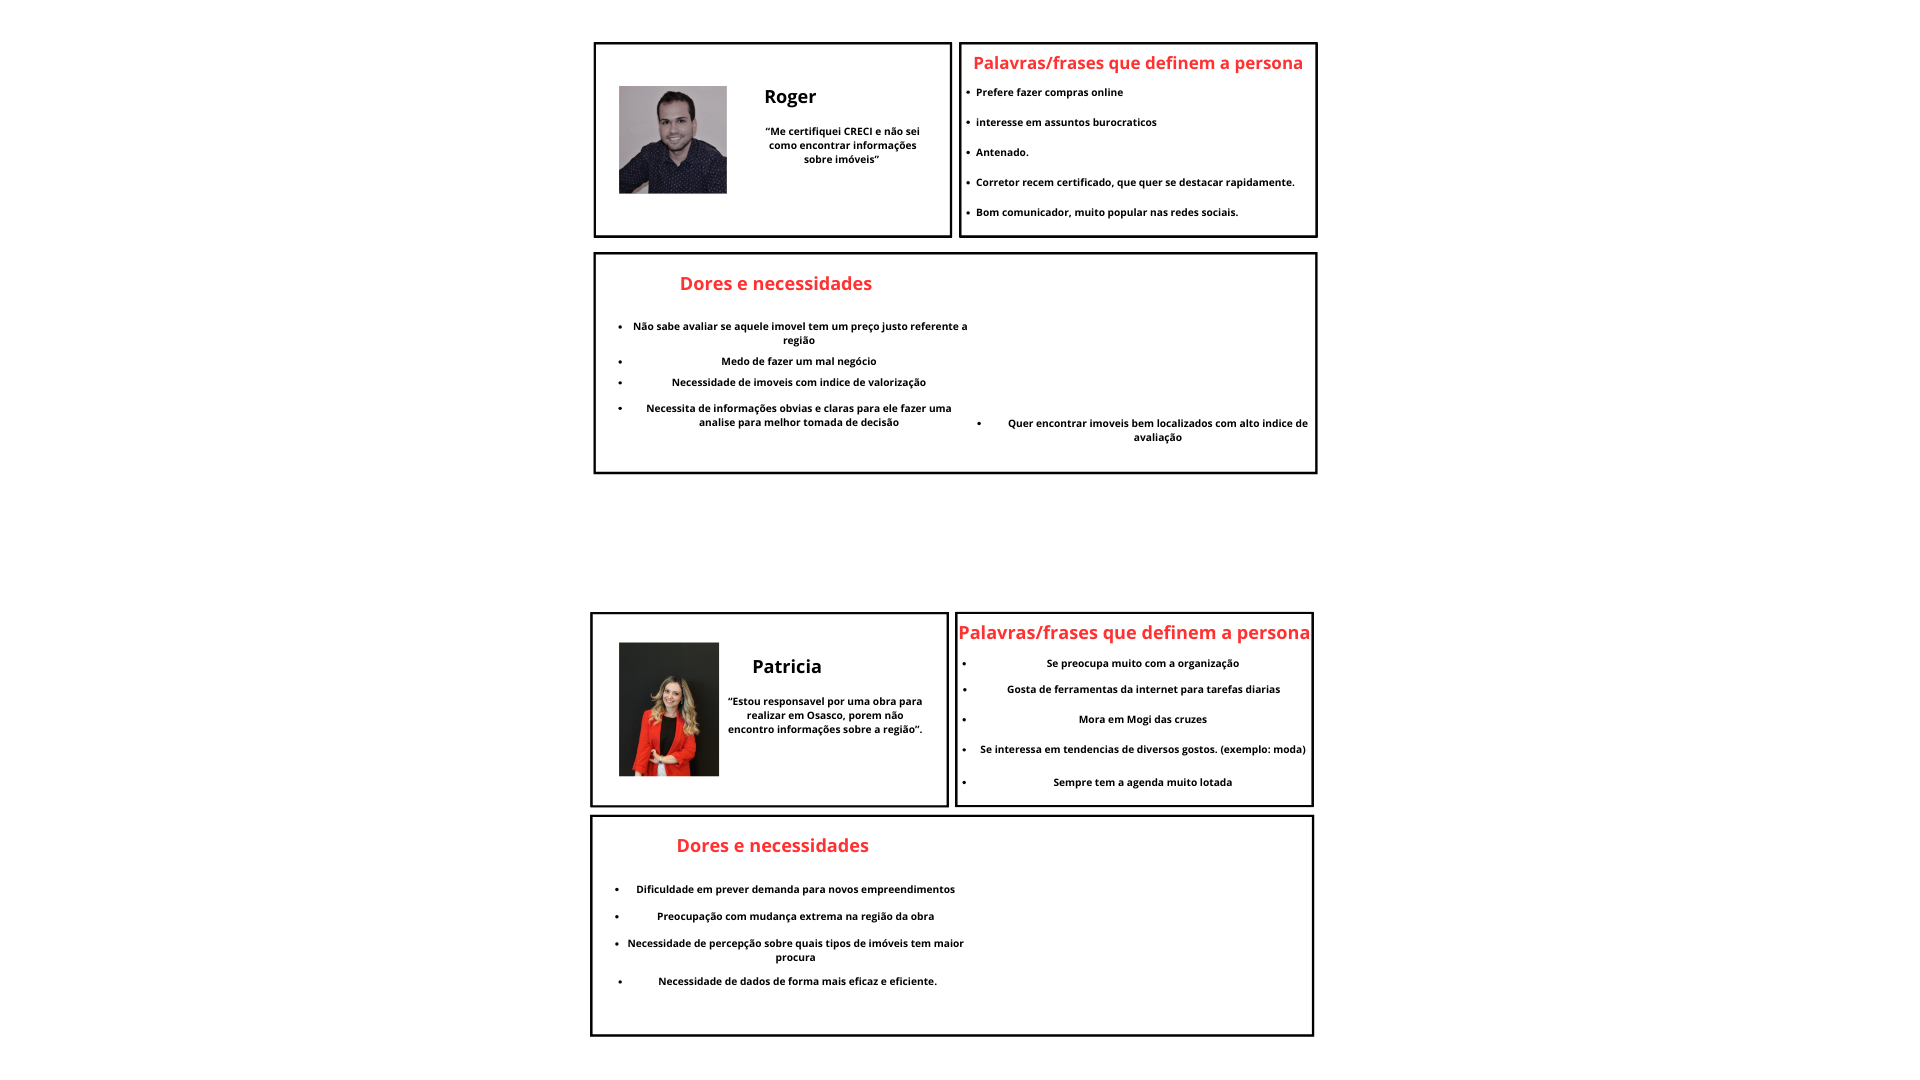 Roger
“Me certifiquei CRECI e não sei
como encontrar informações
sobre imóveis”
Palavras/frases que definem a persona
• Prefere fazer compras online
• interesse em assuntos burocraticos
• Antenado.
• Corretor recem certificado, que quer se destacar rapidamente.
• Bom comunicador, muito popular nas redes sociais.
Dores e necessidades
• Não sabe avaliar se aquele imovel tem um preço justo referente a
região
• Medo de fazer um mal negócio
• Necessidade de imoveis com indice de valorização
• Necessita de informações obvias e claras para ele fazer uma
analise para melhor tomada de decisão
• Quer encontrar imoveis bem localizados com alto indice de
avaliação
Patricia
“Estou responsavel por uma obra para
realizar em Osasco, porem não
encontro informações sobre a região”.
Palavras/frases que definem a persona
• Se preocupa muito com a organização
• Gosta de ferramentas da internet para tarefas diarias
• Mora em Mogi das cruzes
• Se interessa em tendencias de diversos gostos. (exemplo: moda)
• Sempre tem a agenda muito lotada
Dores e necessidades
• Dificuldade em prever demanda para novos empreendimentos
• Preocupação com mudança extrema na região da obra
• Necessidade de percepção sobre quais tipos de imóveis tem maior
procura
• Necessidade de dados de forma mais eficaz e eficiente.